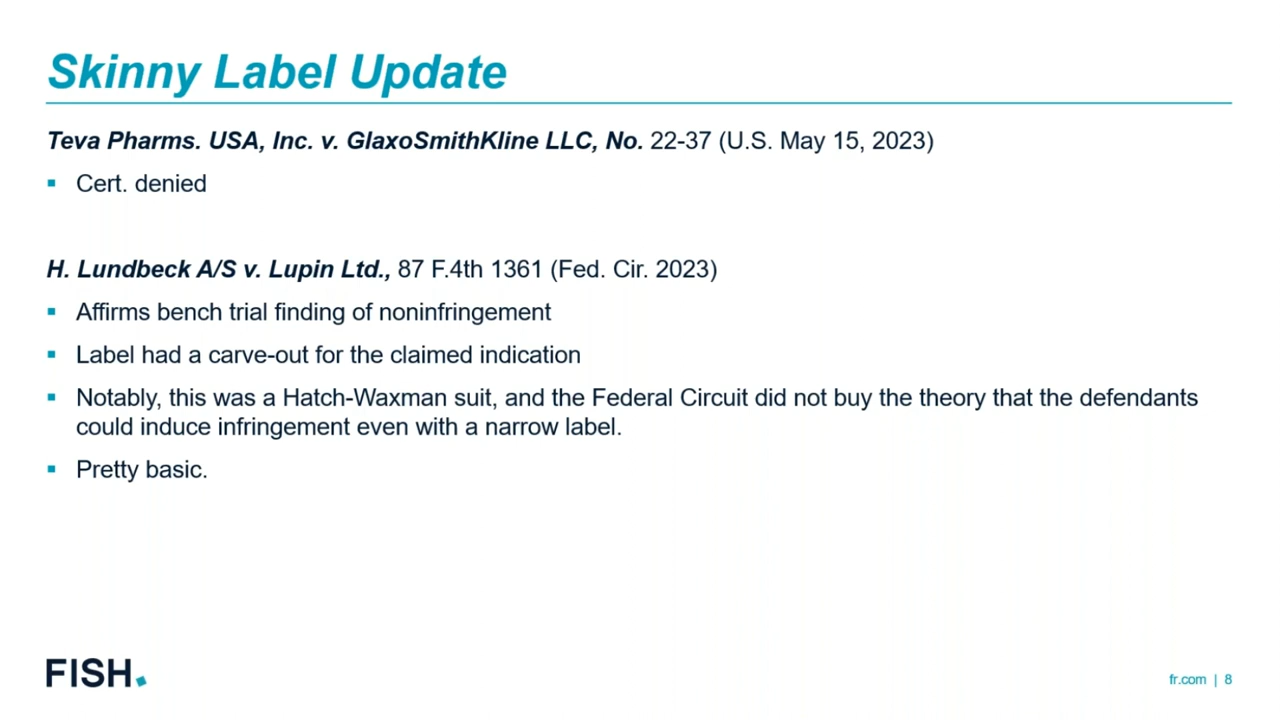 Skinny Label Update
Teva Pharms. USA, Inc. v. GlaxoSmithKline LLC, No. 22-37 (U.S. May 15, 2023)
▪ Cert. denied
H. Lundbeck A/S v. Lupin Ltd., 87 F.4th 1361 (Fed. Cir. 2023)
▪ Affirms bench trial finding of noninfringement
▪ Label had a carve-out for the claimed indication
▪ Notably, this was a Hatch-Waxman suit, and the Federal Circuit did not buy the theory that the defendants
could induce infringement even with a narrow label.
▪ Pretty basic.
FISH.
fr.com | 8